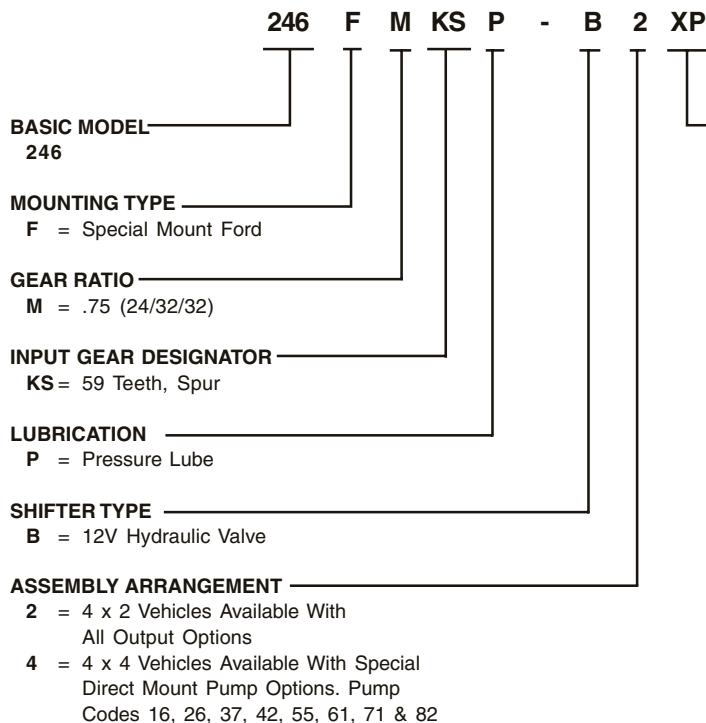 246 F M KS P - B 2 XP
BASIC MODEL
246
MOUNTING TYPE
F = Special Mount Ford
GEAR RATIO
M = .75 (24/32/32)
INPUT GEAR DESIGNATOR
KS = 59 Teeth, Spur
LUBRICATION
P = Pressure Lube
SHIFTER TYPE
B = 12V Hydraulic Valve
ASSEMBLY ARRANGEMENT
2 = 4 x 2 Vehicles Available With
All Output Options
4 = 4 x 4 Vehicles Available With Special
Direct Mount Pump Options. Pump
Codes 16, 26, 37, 42, 55, 61, 71 & 82